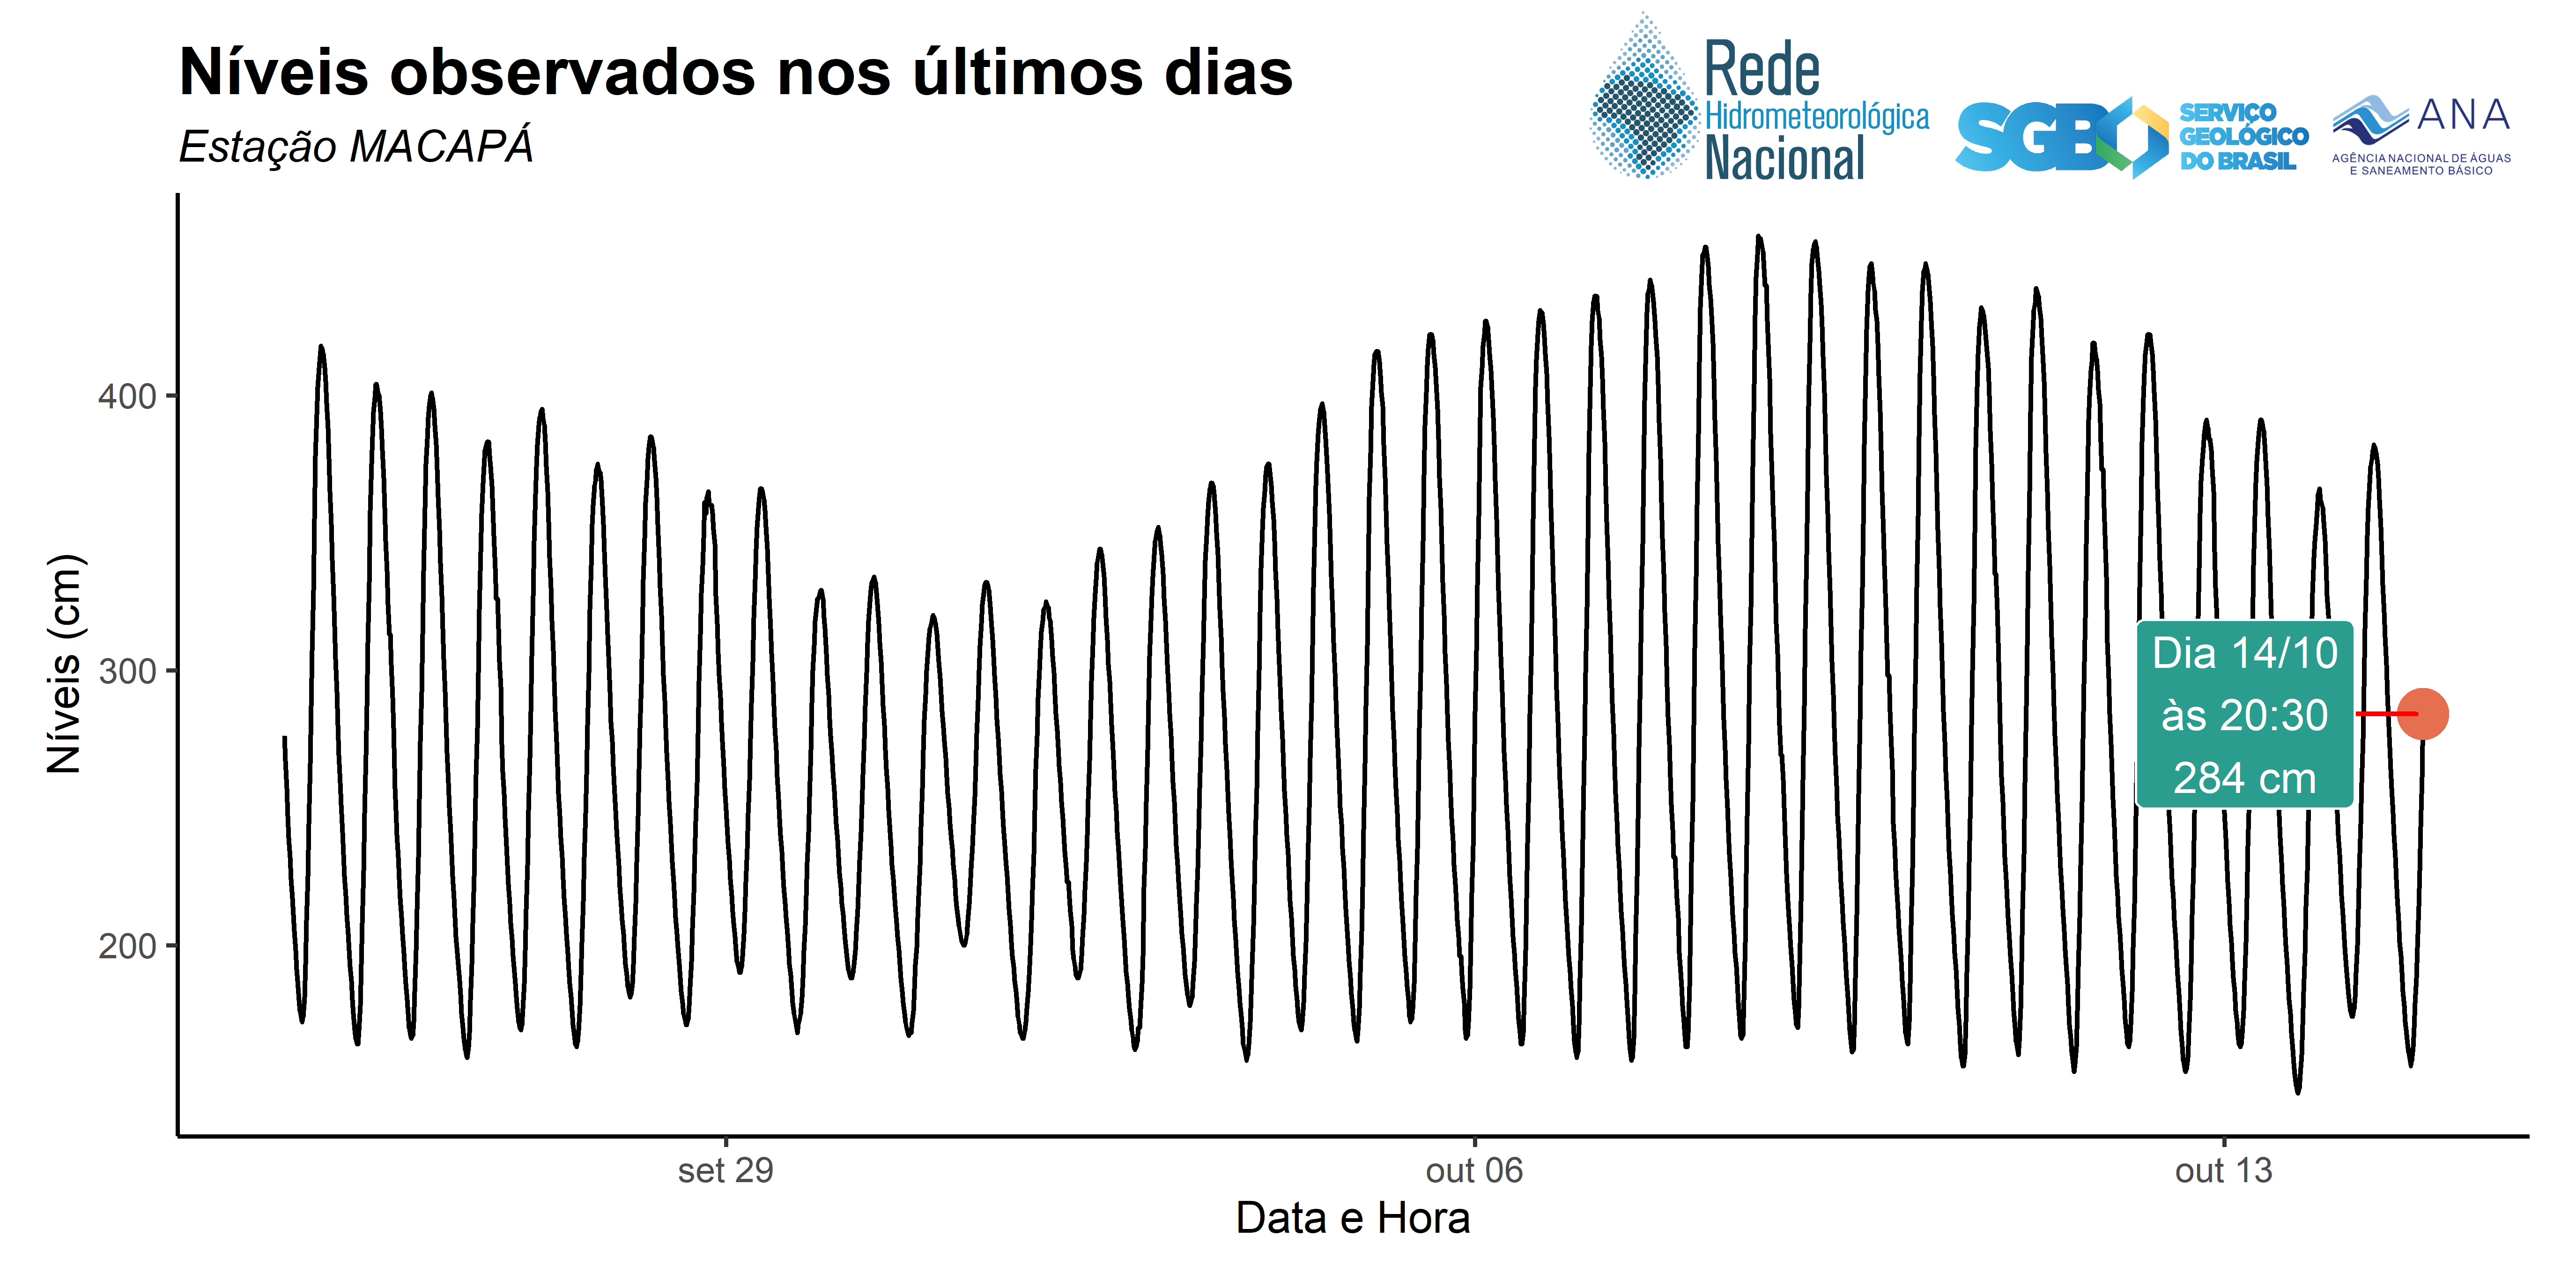 Níveis observados nos últimos dias
Estação MACAPÁ
Rede
Hidrometeorológica
Nacional
SGB
SERVIÇO
GEOLÓGICO
DO BRASIL
ANA
AGÊNCIA NACIONAL DE ÁGUAS
E SANEAMENTO BÁSICO
Níveis (cm)
400
300
200
Dia 14/10
às 20:30
284 cm
set 29
out 06
out 13
Data e Hora